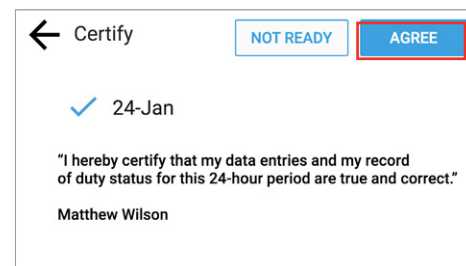 Certify
NOT READY
AGREE
24-Jan
“I hereby certify that my data entries and my record
of duty status for this 24-hour period are true and correct.”
Matthew Wilson